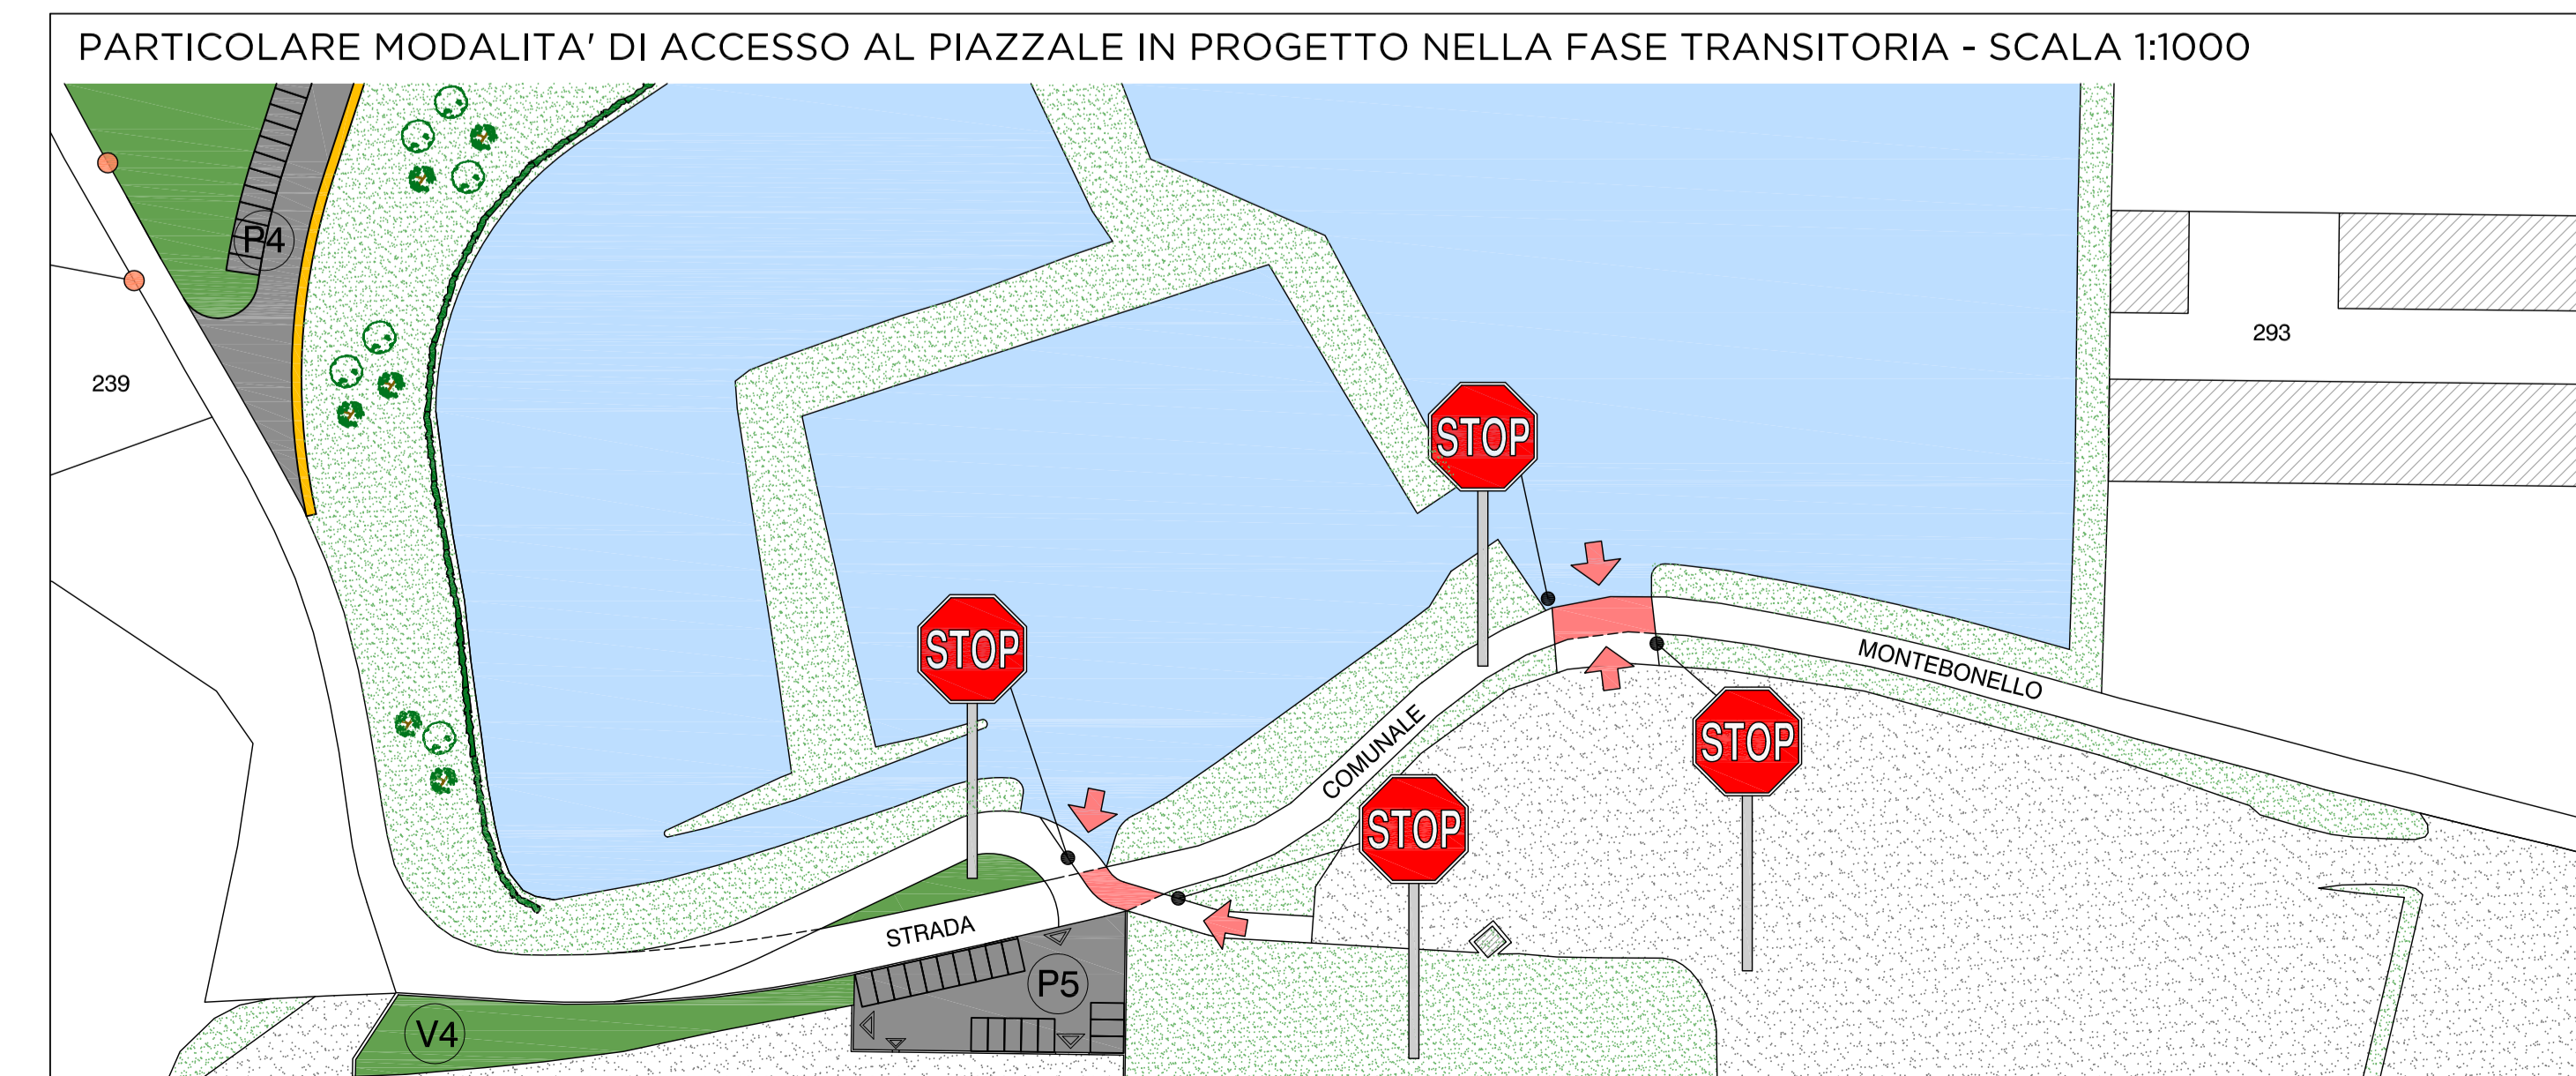 PARTICOLARE MODALITA' DI ACCESSO AL PIAZZALE IN PROGETTO NELLA FASE TRANSITORIA - SCALA 1:1000
P4
293
239
STOP
STOP
MONTEBONELLO
STOP
COMUNALE
STOP
STRADA
P5
V4